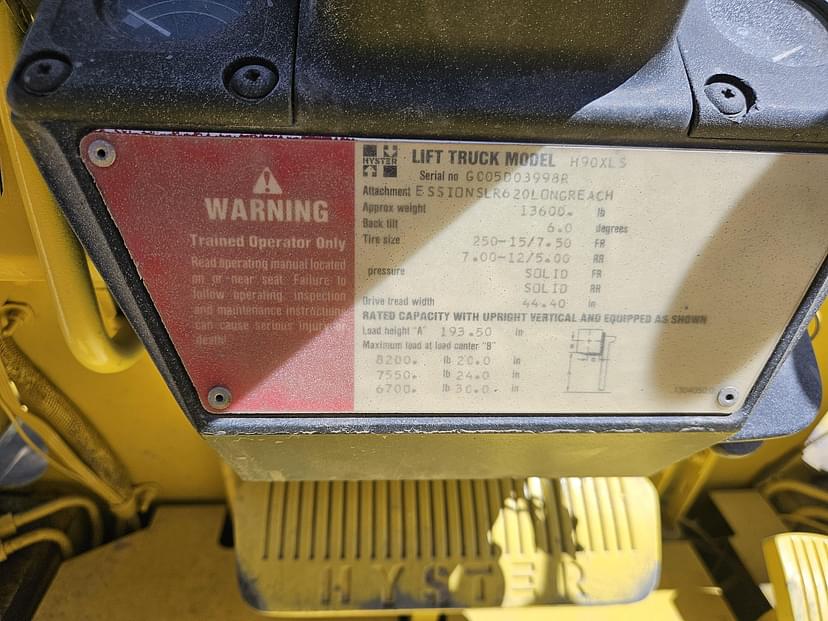 WARNING
Trained Operator Only
Read operating manual located
on or near seat. Failure to
follow operating, inspection
and maintenance instruction
can cause serious injury or
death!
HYSTER LIFT TRUCK MODEL H90XLS
Serial no GC05D03998R
Attachment ESSIONSLR620LONGREACH
Approx weight 13600. lb
Back tilt 6.0 degrees
Tire size 250-15/7.50 FR
7.00-12/5.00 RR
pressure SOLID FR
SOLID RR
Drive tread width 44.40 in
RATED CAPACITY WITH UPRIGHT VERTICAL AND EQUIPPED AS SHOWN
Load height "A" 193.50 in
Maximum load at load center "B"
8200. lb 20.0 in
7550. lb 24.0 in
6700. lb 30.0 in
HYSTER